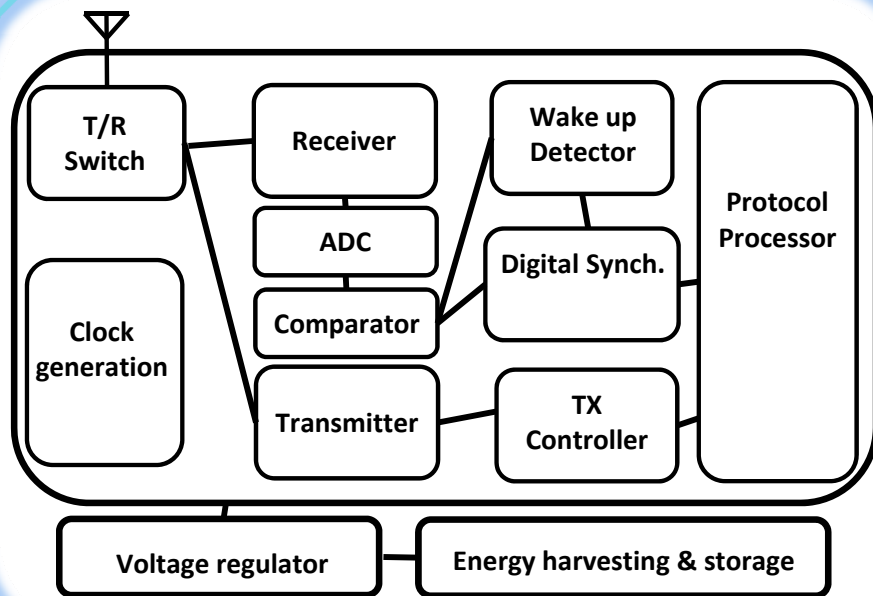 T/R
Switch
Receiver
Wake up
Detector
Protocol
Processor
ADC
Digital Synch.
Clock
generation
Comparator
Transmitter
TX
Controller
Voltage regulator
Energy harvesting & storage